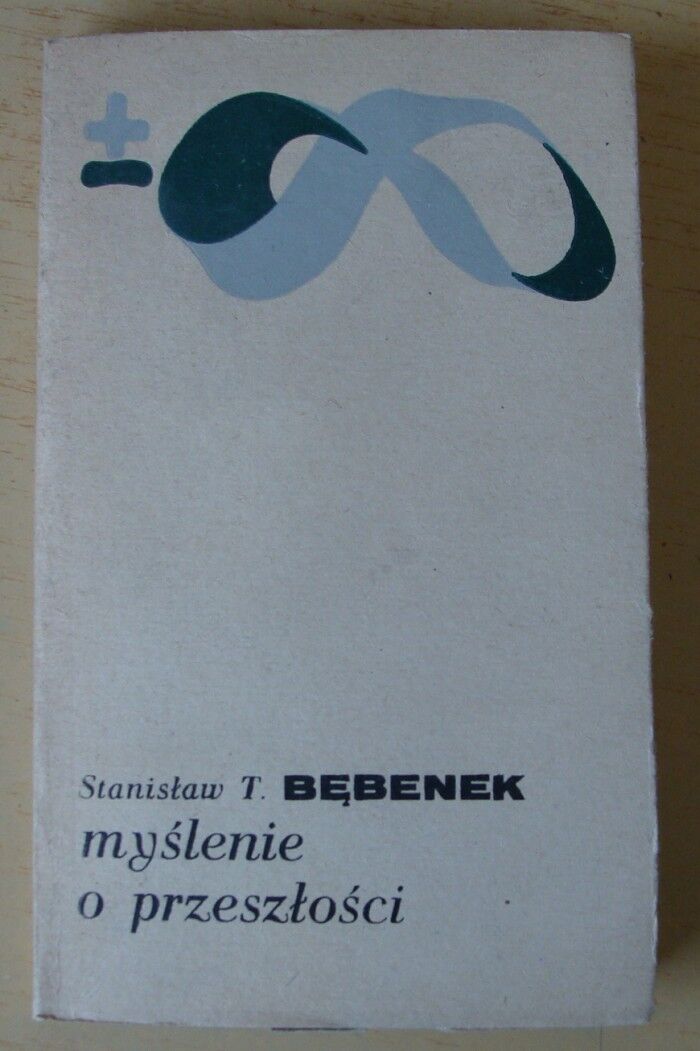 ±∞
Stanisław T. BĘBENEK
myślenie
o przeszłości